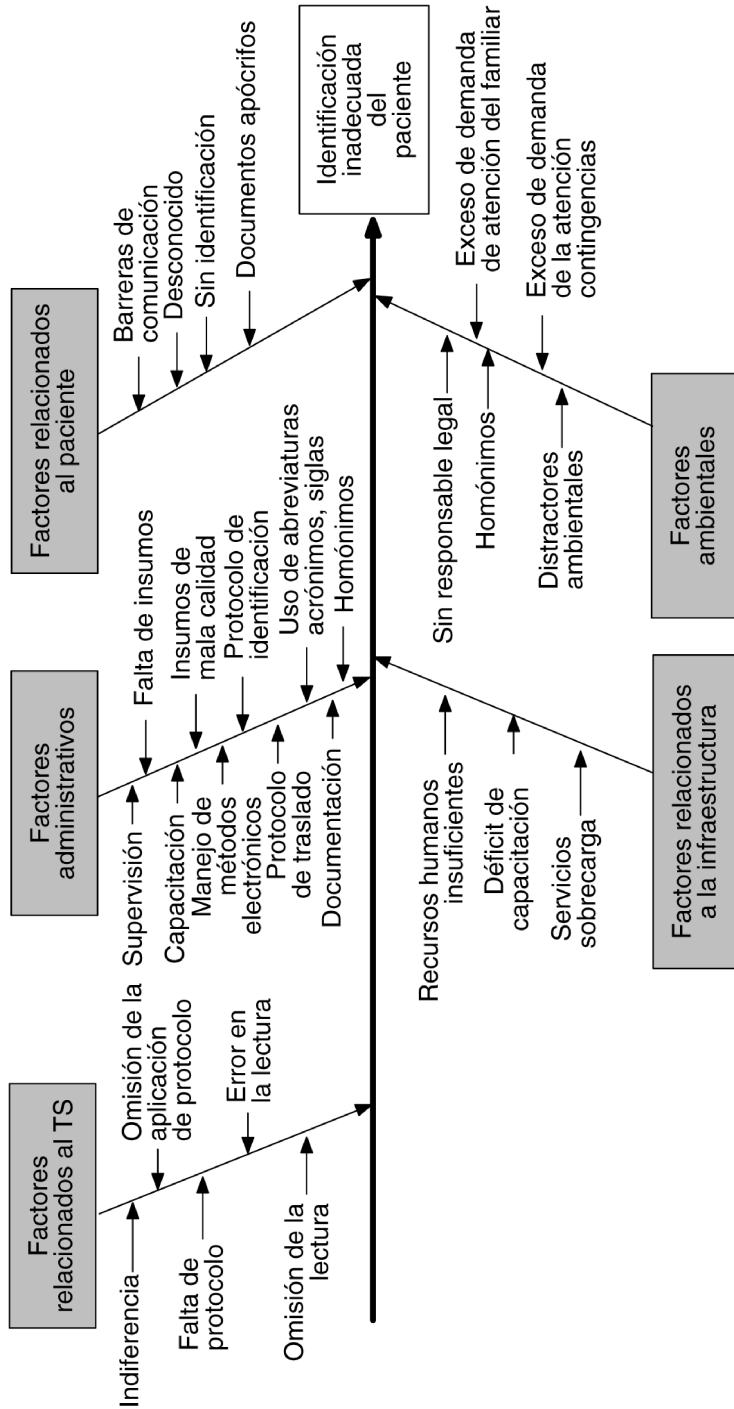 Factores
relacionados al TS
Indiferencia
Omisión de la
aplicación
de protocolo
Falta de
protocolo
Error en
la lectura
Omisión de la
lectura
Factores
administrativos
Supervisión
Falta de insumos
Capacitación
Insumos de
mala calidad
Manejo de
métodos
electrónicos
Protocolo de
identificación
Protocolo
de traslado
Uso de abreviaturas
acrónimos, siglas
Documentación
Homónimos
Factores relacionados
al paciente
Barreras de
comunicación
Desconocido
Sin identificación
Documentos apócrifos
Identificación
inadecuada
del
paciente
Recursos humanos
insuficientes
Déficit de
capacitación
Servicios
sobrecarga
Factores relacionados
a la infraestructura
Sin responsable legal
Exceso de demanda
de atención del familiar
Homónimos
Exceso de demanda
de la atención
contingencias
Distractores
ambientales
Factores
ambientales